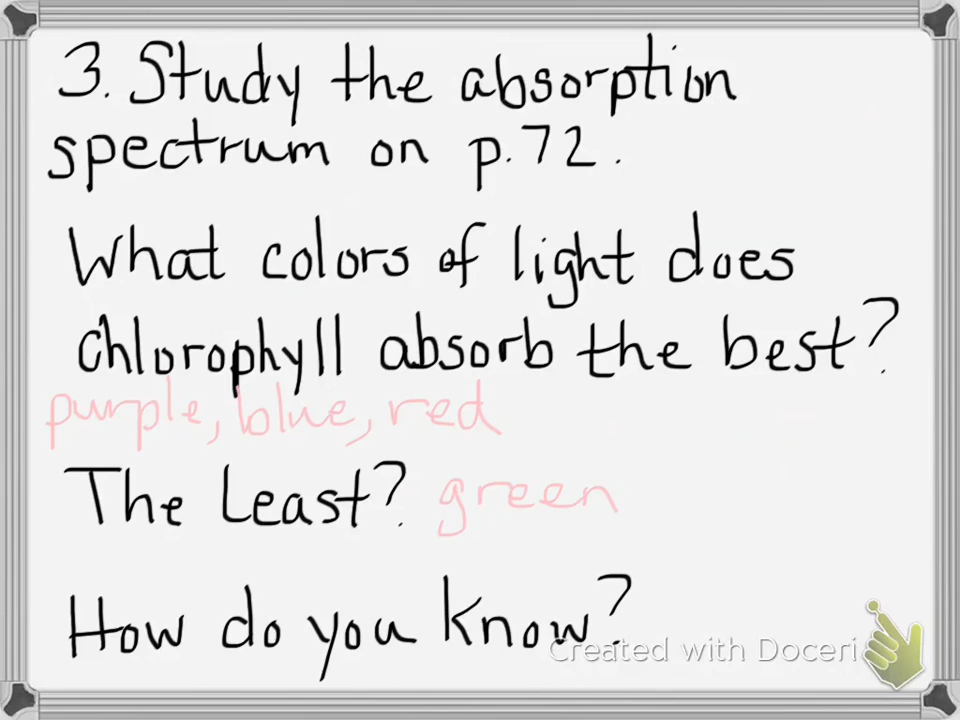 3. Study the absorption
spectrum on p.72.
What colors of light does
chlorophyll absorb the best?
purple, blue, red
The Least? green
How do you know?
Created with Doceri